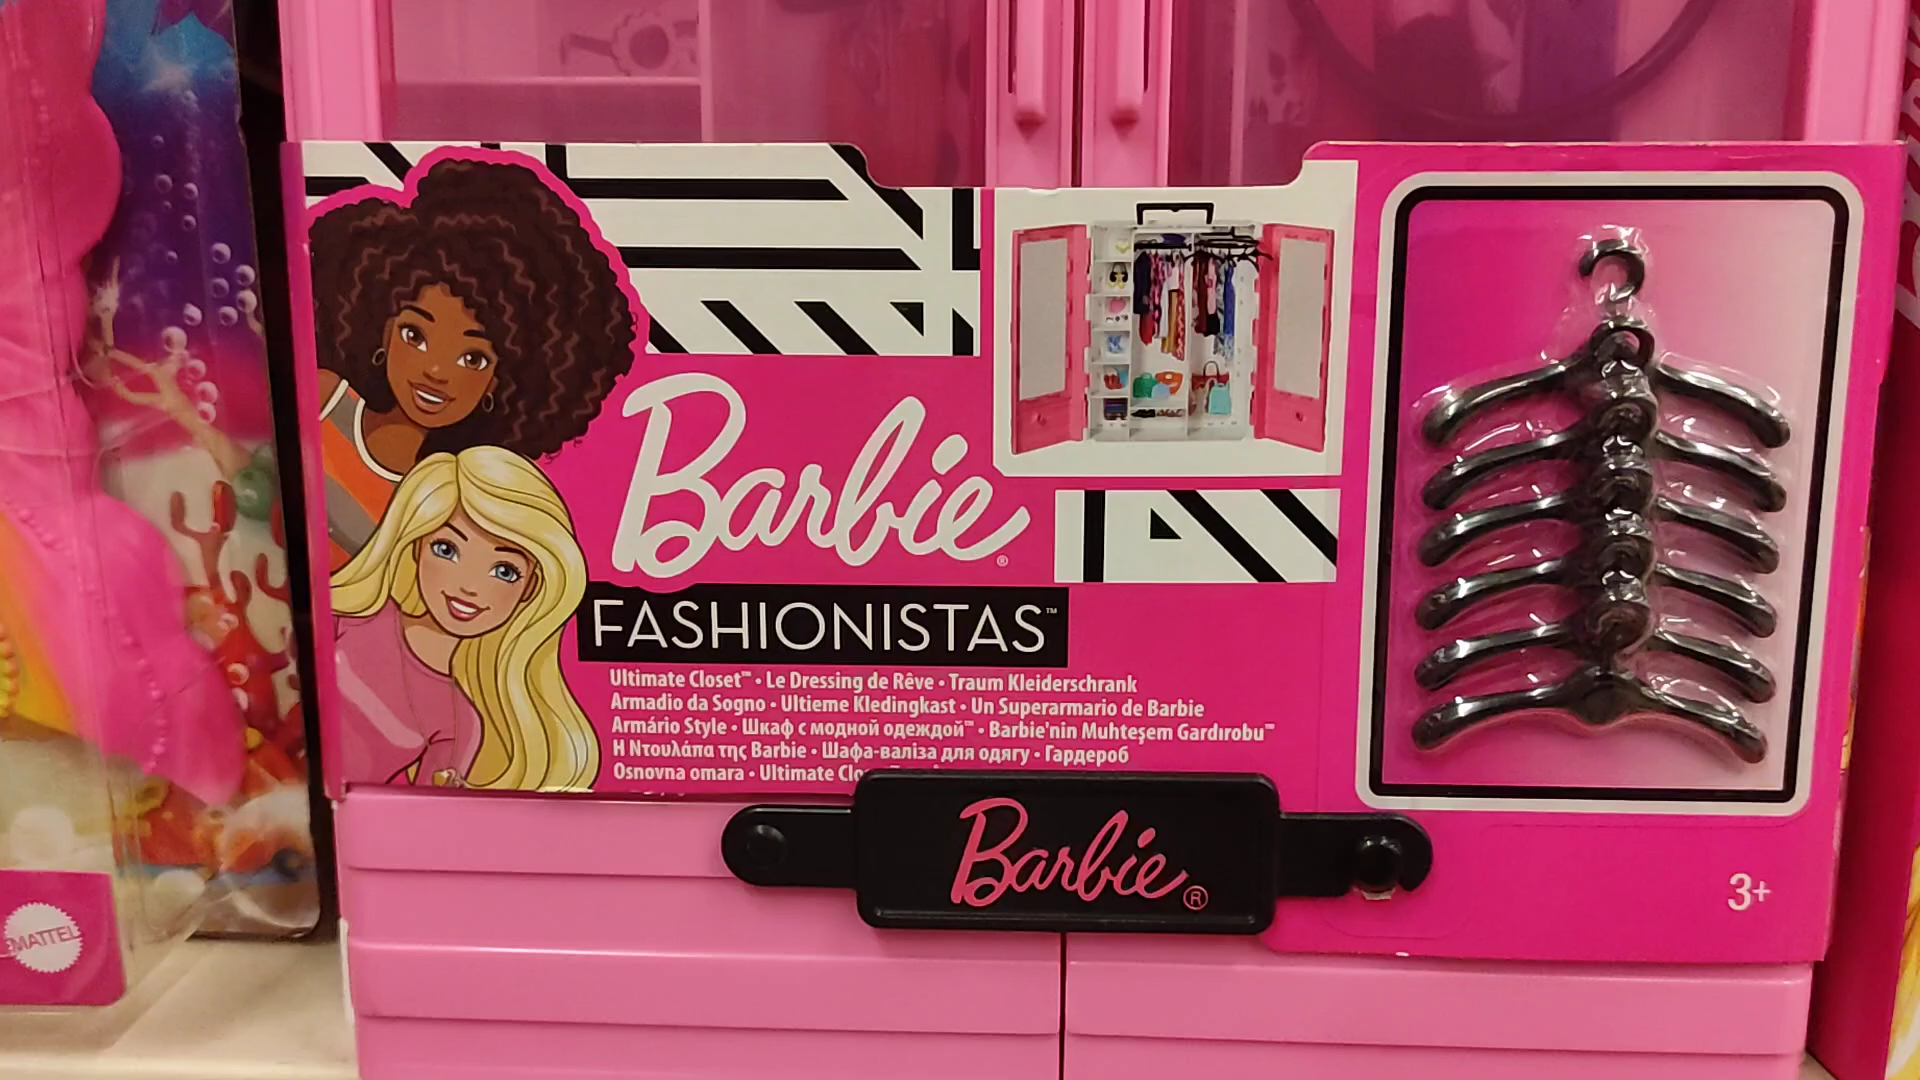 Barbie®
FASHIONISTAS™
Ultimate Closet™ • Le Dressing de Rêve • Traum Kleiderschrank
Armadio da Sogno • Ultieme Kledingkast • Un Superarmario de Barbie
Armário Style • Шкаф с модной одеждой™ • Barbie'nin Muhteşem Gardırobu™
Η Ντουλάπα της Barbie • Шафа-валіза для одягу • Гардероб
Osnovna omara • Ultimate
Barbie®
3+
MATTEL